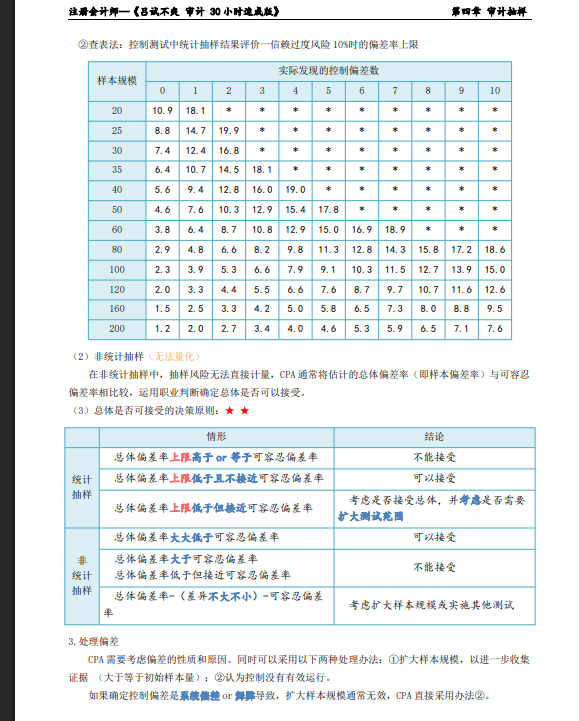 注册会计师—《吕试不爽 审计 30小时速成版》 第四章 审计抽样
②查表法：控制测试中统计抽样结果评价—信赖过度风险 10%时的偏差率上限
样本规模 实际发现的控制偏差数
0 1 2 3 4 5 6 7 8 9 10
20 10.9 18.1 * * * * * * * * *
25 8.8 14.7 19.9 * * * * * * * *
30 7.4 12.4 16.8 * * * * * * * *
35 6.4 10.7 14.5 18.1 * * * * * * *
40 5.6 9.4 12.8 16.0 19.0 * * * * * *
50 4.6 7.6 10.3 12.9 15.4 17.8 * * * * *
60 3.8 6.4 8.7 10.8 12.9 15.0 16.9 18.9 * * *
80 2.9 4.8 6.6 8.2 9.8 11.3 12.8 14.3 15.8 17.2 18.6
100 2.3 3.9 5.3 6.6 7.9 9.1 10.3 11.5 12.7 13.9 15.0
120 2.0 3.3 4.4 5.5 6.6 7.6 8.7 9.7 10.7 11.6 12.6
160 1.5 2.5 3.3 4.2 5.0 5.8 6.5 7.3 8.0 8.8 9.5
200 1.2 2.0 2.7 3.4 4.0 4.6 5.3 5.9 6.5 7.1 7.6
（2）非统计抽样（无法量化）
在非统计抽样中，抽样风险无法直接计量，CPA通常将估计的总体偏差率（即样本偏差率）与可容忍
偏差率相比较，运用职业判断确定总体是否可以接受。
（3）总体是否可接受的决策原则：★ ★
情形 结论
统计抽样 总体偏差率上限高于 or 等于可容忍偏差率 不能接受
总体偏差率上限低于且不接近可容忍偏差率 可以接受
总体偏差率上限低于但接近可容忍偏差率 考虑是否接受总体，并考虑是否需要
扩大测试范围
非统计抽样 总体偏差率大大低于可容忍偏差率 可以接受
总体偏差率大于可容忍偏差率 不能接受
总体偏差率低于但接近可容忍偏差率
总体偏差率-（差异不大不小）-可容忍偏差 考虑扩大样本规模或实施其他测试
率
3.处理偏差
CPA 需要考虑偏差的性质和原因。同时可以采用以下两种处理办法：①扩大样本规模，以进一步收集
证据 （大于等于初始样本量）；②认为控制没有有效运行。
如果确定控制偏差是系统偏差 or 舞弊导致，扩大样本规模通常无效，CPA 直接采用办法②。